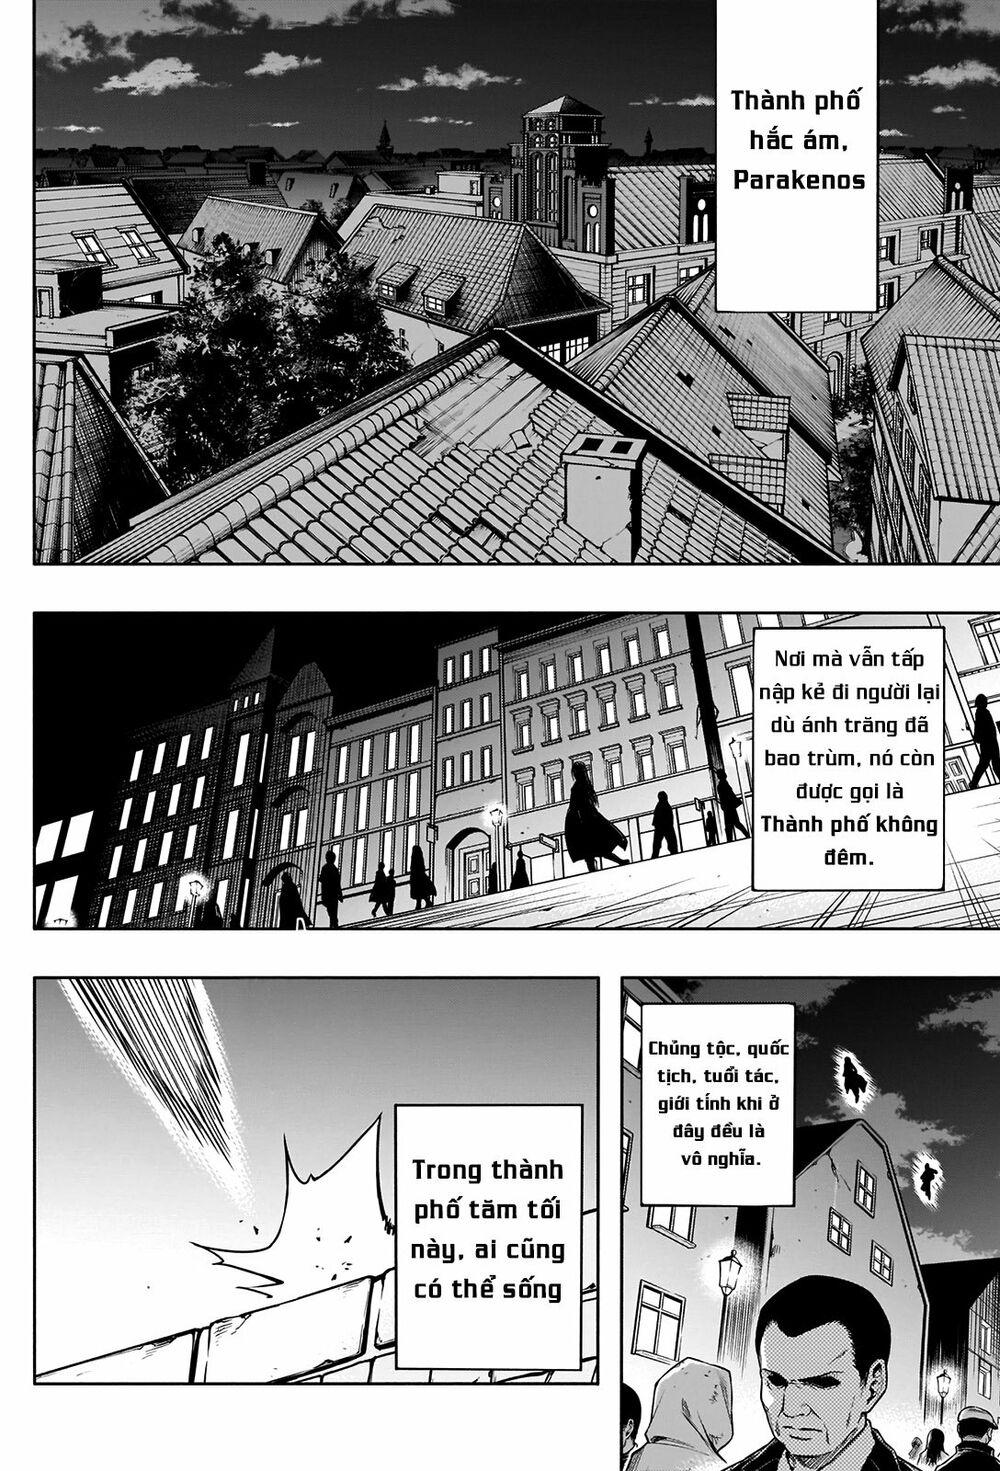 Thành phố
hắc ám,
Parakenos
Nơi mà vẫn tấp
nập kẻ đi người lại
dù ánh trăng đã
bao trùm, nó còn
được gọi là
Thành phố không
đêm.
Chủng tộc, quốc
tịch, tuổi tác,
giới tính khi ở
đây đều là
vô nghĩa.
Trong thành
phố tăm tối
này, ai cũng
có thể sống